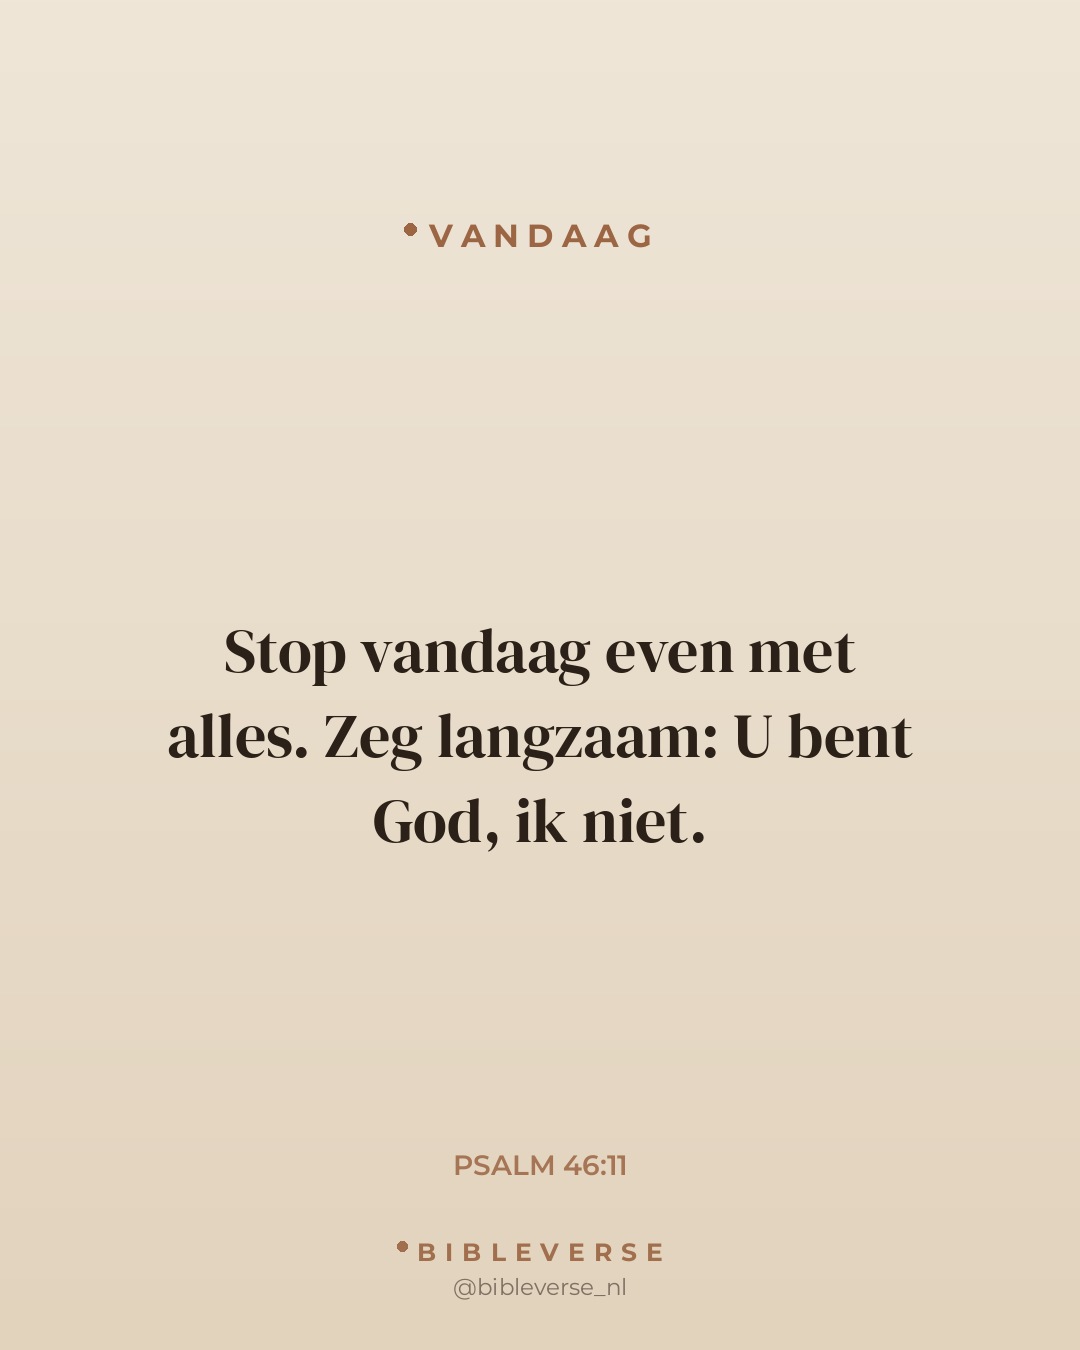 VANDAAG
Stop vandaag even met
alles. Zeg langzaam: U bent
God, ik niet.
PSALM 46:11
BIBLEVERSE
@bibleverse_nl